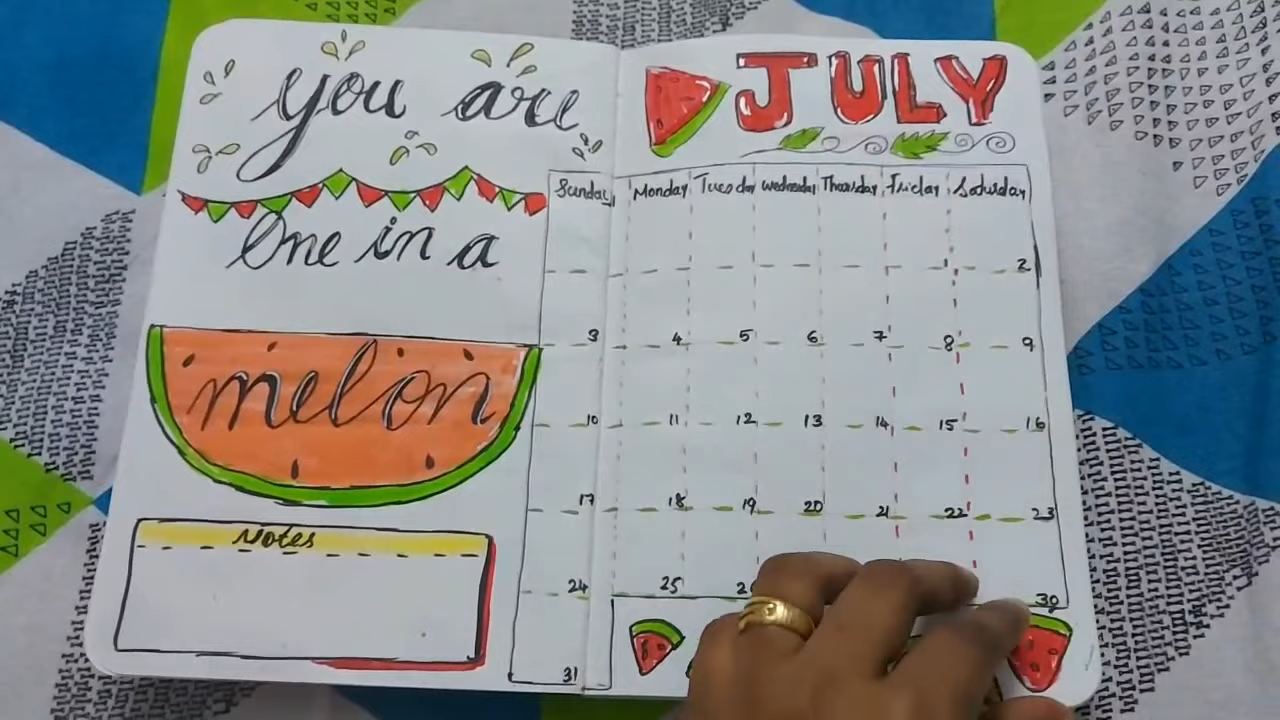 you are
One in a
melon
Notes
JULY
Sunday Monday Tuesday Wednesday Thursday Friday Saturday
1 2
3 4 5 6 7 8 9
10 11 12 13 14 15 16
17 18 19 20 21 22 23
24 25 30
31